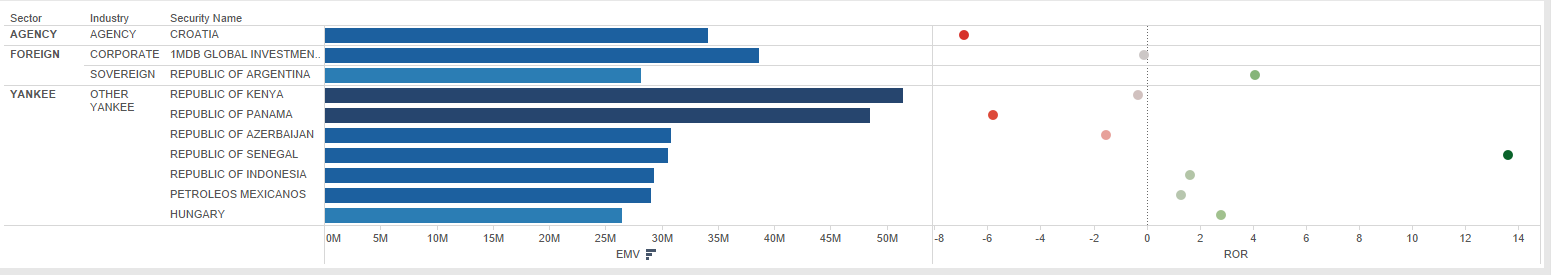 Sector Industry Security Name
AGENCY AGENCY CROATIA
FOREIGN CORPORATE 1MDB GLOBAL INVESTMEN..
SOVEREIGN REPUBLIC OF ARGENTINA
YANKEE OTHER YANKEE REPUBLIC OF KENYA
REPUBLIC OF PANAMA
REPUBLIC OF AZERBAIJAN
REPUBLIC OF SENEGAL
REPUBLIC OF INDONESIA
PETROLEOS MEXICANOS
HUNGARY
0M 5M 10M 15M 20M 25M 30M 35M 40M 45M 50M -8 -6 -4 -2 0 2 4 6 8 10 12 14
EMV ROR